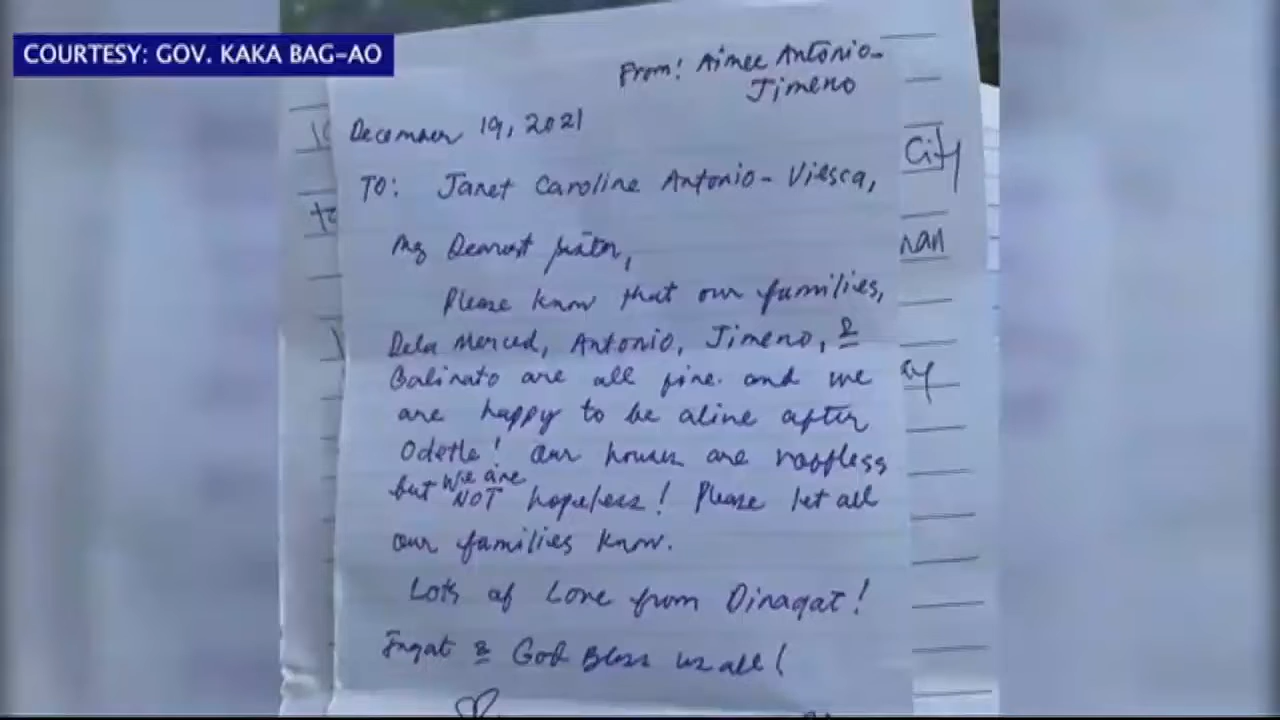 COURTESY: GOV. KAKA BAG-AO
From: Aimee Antonio-
Jimeno
December 19, 2021
TO: Janet Caroline Antonio-Viesca,
My Dearest sister,
Please know that our families,
Dela Merced, Antonio, Jimeno, &
Galinato are all fine. and we
are happy to be alive after
Odette! Our houses are roofless
but we are NOT hopeless! Please let all
our families know.
Lots of Love from Dinagat!
Ingat & God Bless us all!
City